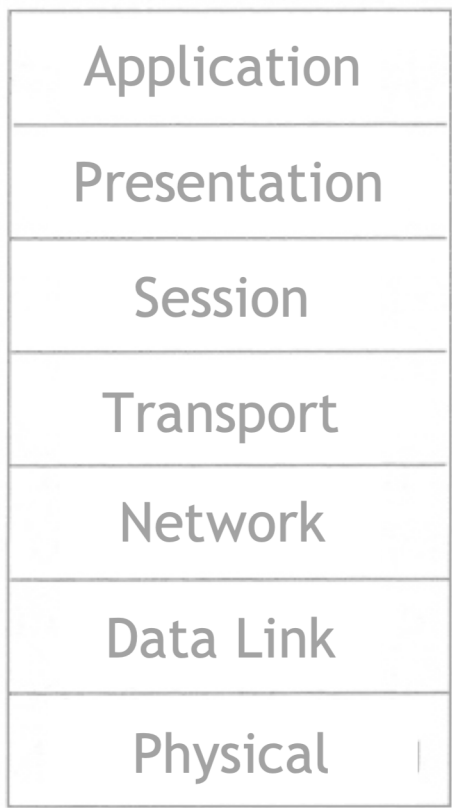 Application
Presentation
Session
Transport
Network
Data Link
Physical